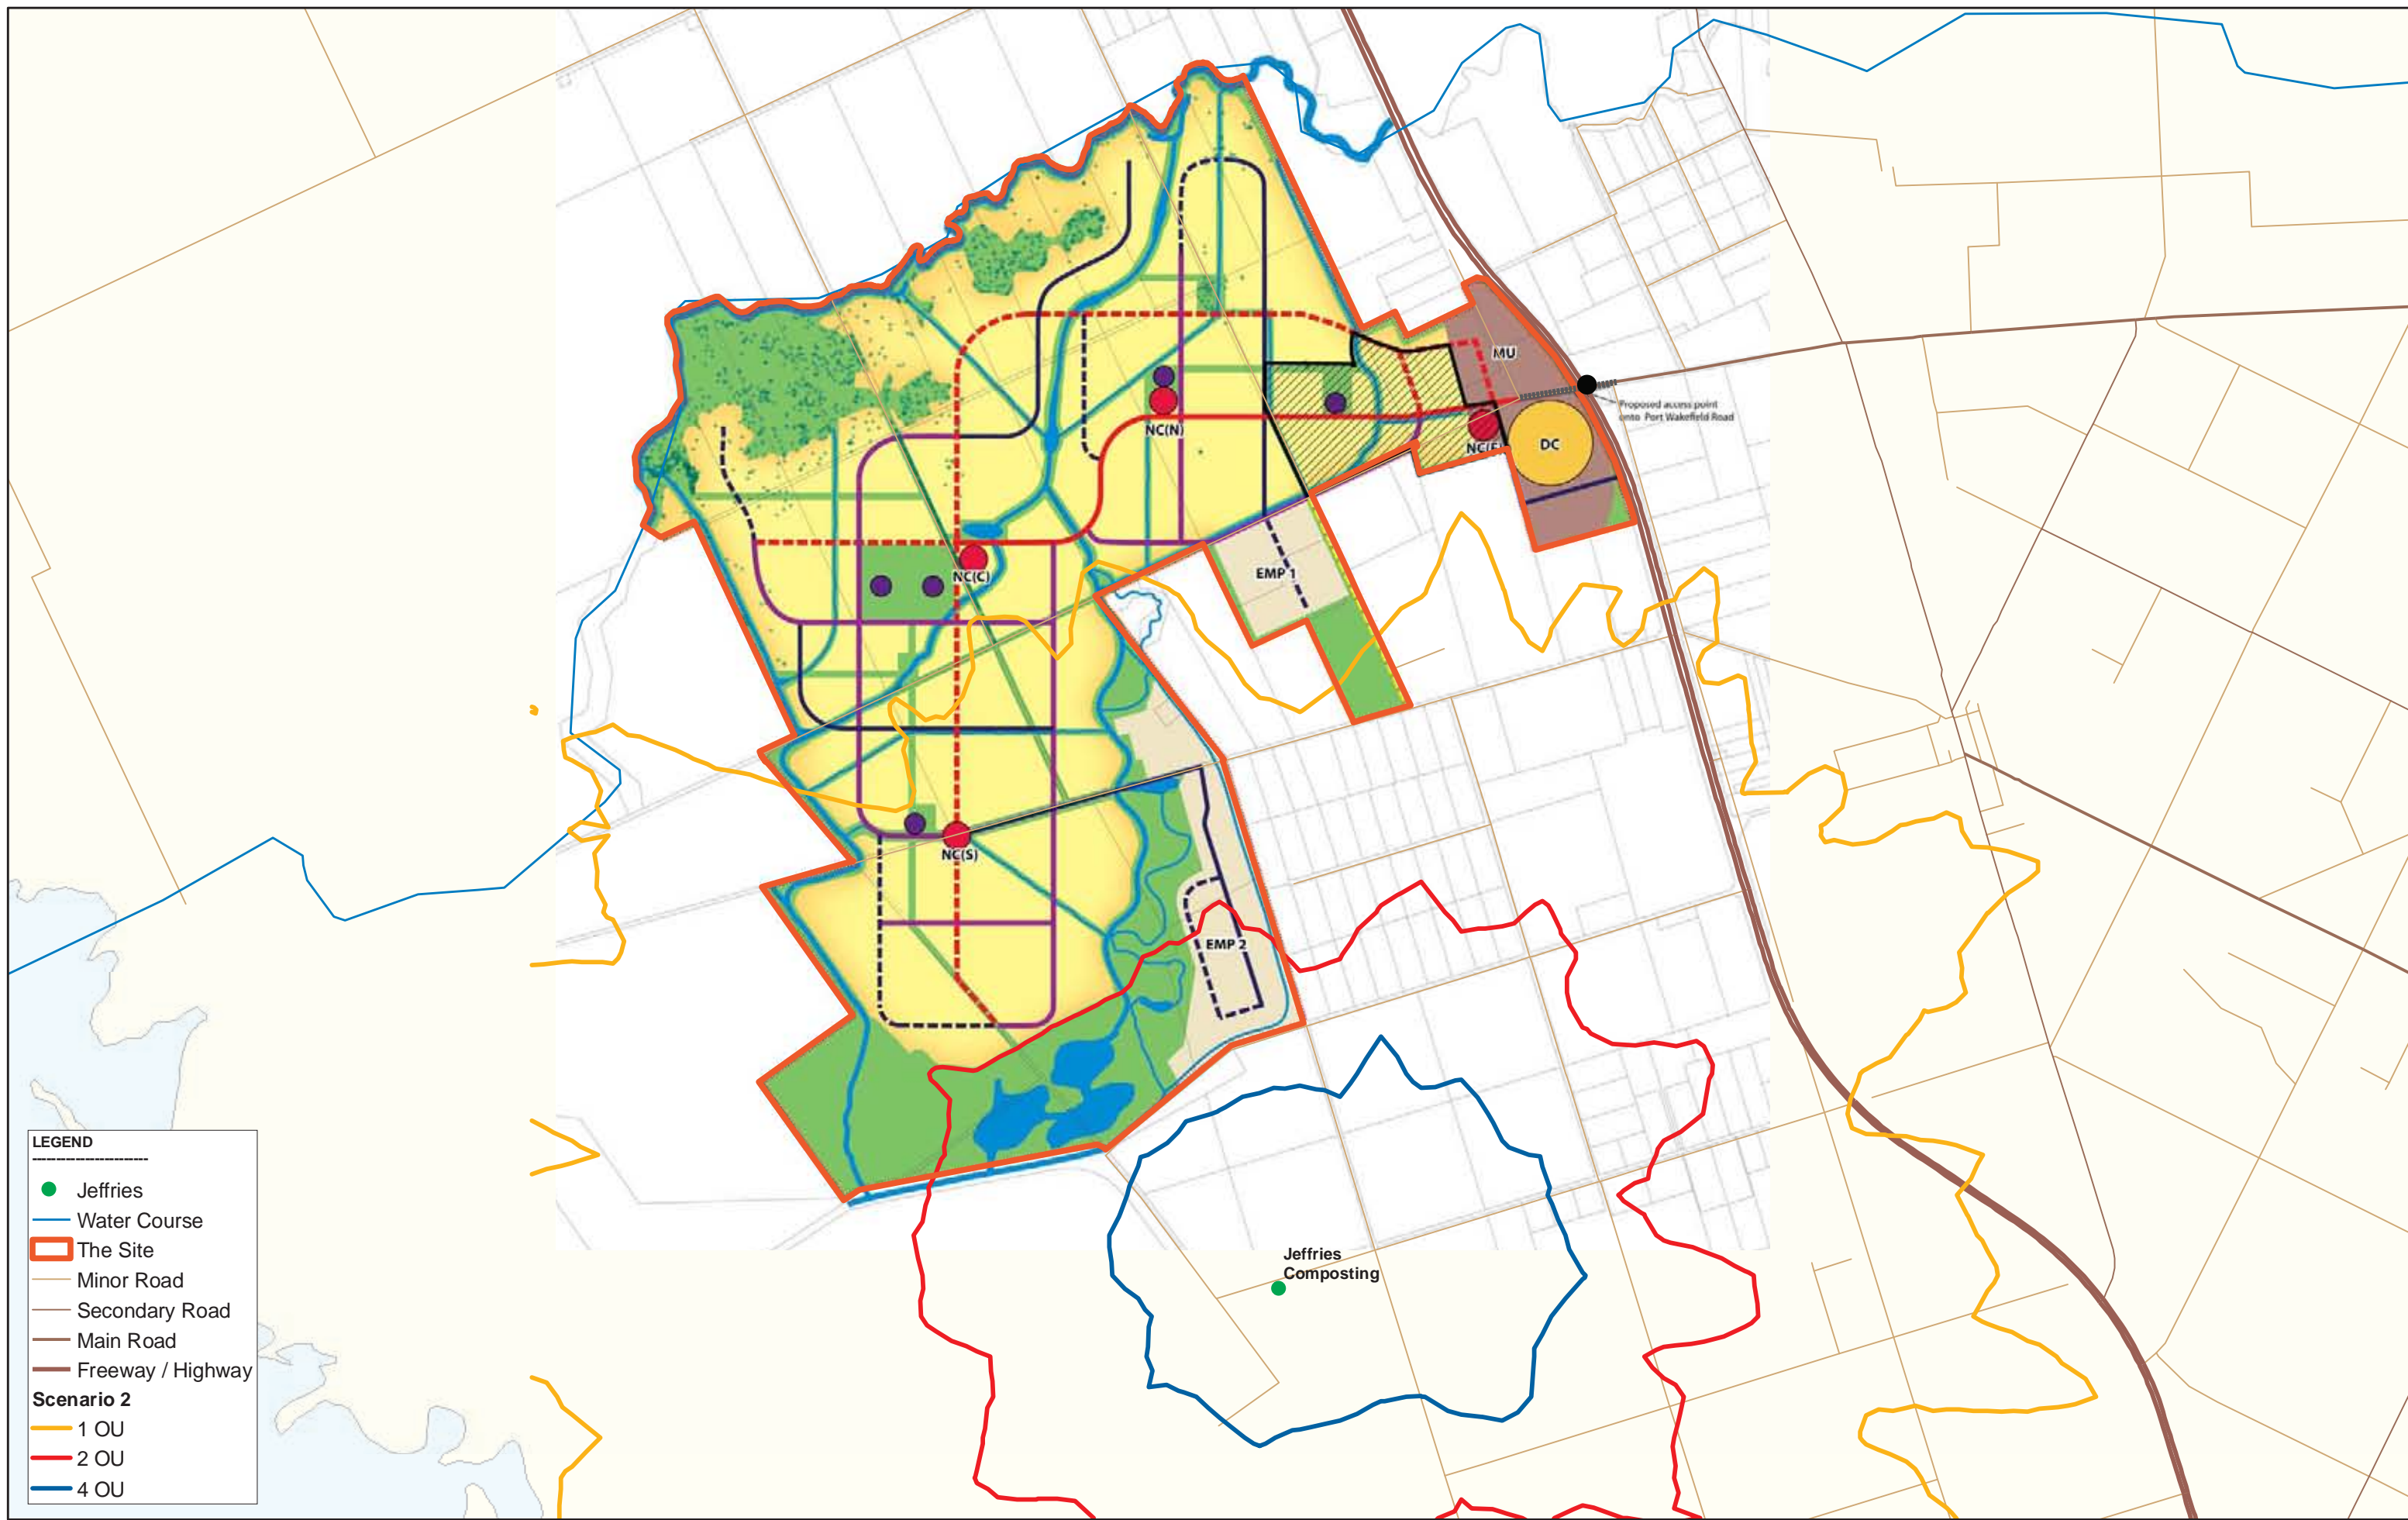 MU
Proposed access point
onto Port Wakefield Road
NC(N)
DC
EMP 1
NC(C)
NC(S)
EMP 2
Jeffries
Composting
LEGEND
------------------------
Jeffries
Water Course
The Site
Minor Road
Secondary Road
Main Road
Freeway / Highway
Scenario 2
1 OU
2 OU
4 OU